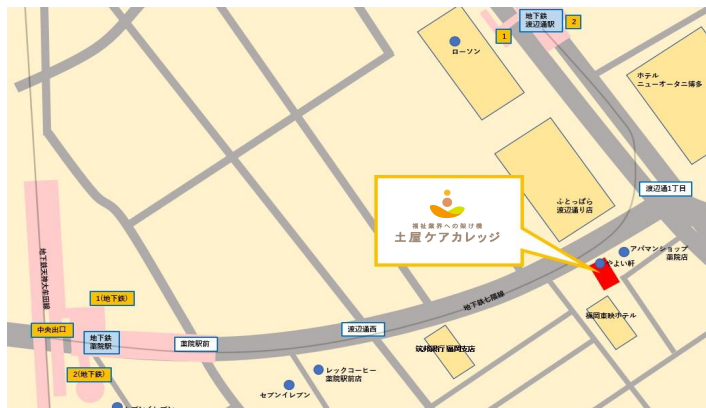 地下鉄
渡辺通駅
2
1
ローソン
ホテル
ニューオータニ博多
渡辺通1丁目
ふとっぱら
渡辺通り店
福祉業界への架け橋
土屋ケアカレッジ
アパマンショップ
薬院店
やよい軒
地下鉄天神大牟田線
1(地下鉄)
地下鉄七隈線
福岡東映ホテル
中央出口
地下鉄
薬院駅
薬院駅前
渡辺通西
筑邦銀行 福岡支店
2(地下鉄)
レックコーヒー
薬院駅前店
セブンイレブン
セブンイレブン